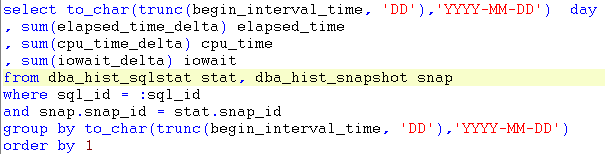 select to_char(trunc(begin_interval_time, 'DD'),'YYYY-MM-DD')  day
, sum(elapsed_time_delta) elapsed_time
, sum(cpu_time_delta) cpu_time
, sum(iowait_delta) iowait
from dba_hist_sqlstat stat, dba_hist_snapshot snap
where sql_id = :sql_id
and snap.snap_id = stat.snap_id
group by to_char(trunc(begin_interval_time, 'DD'),'YYYY-MM-DD')
order by 1